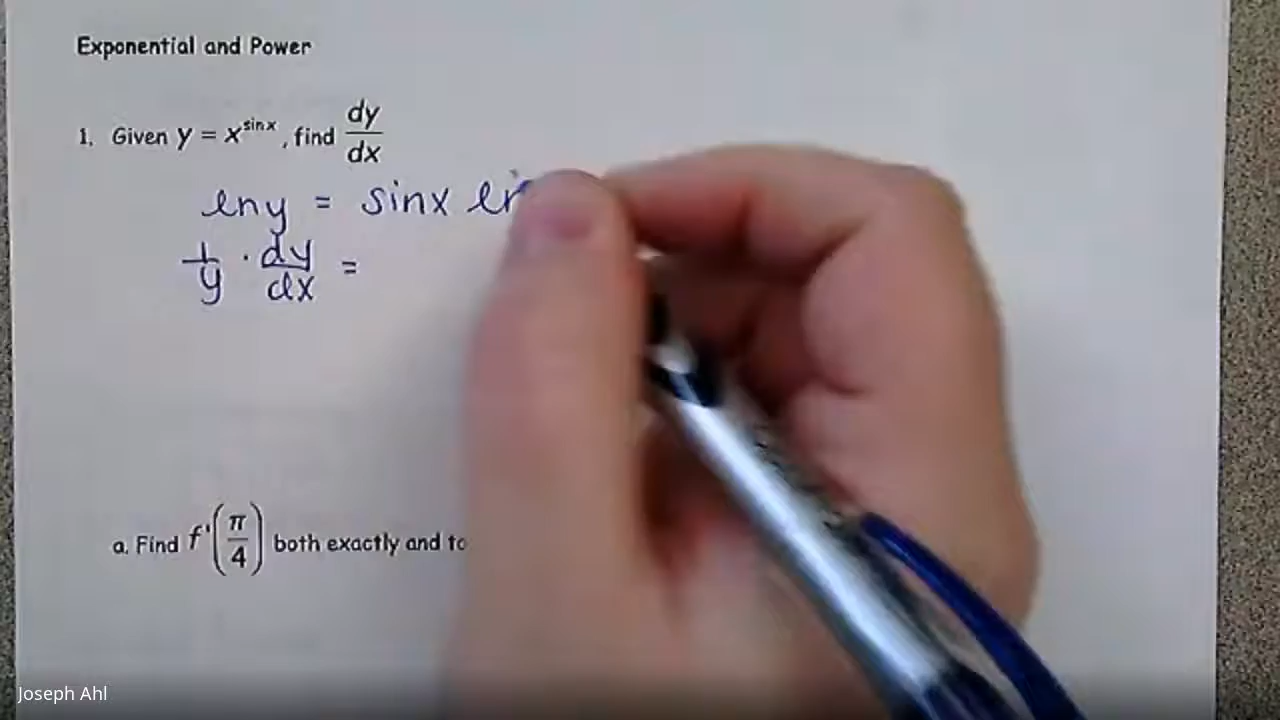 Exponential and Power
1. Given y = x^sinx, find dy/dx
lny = sinx
1/y · dy/dx =
a. Find f'(π/4) both exactly and to
Joseph Ahl